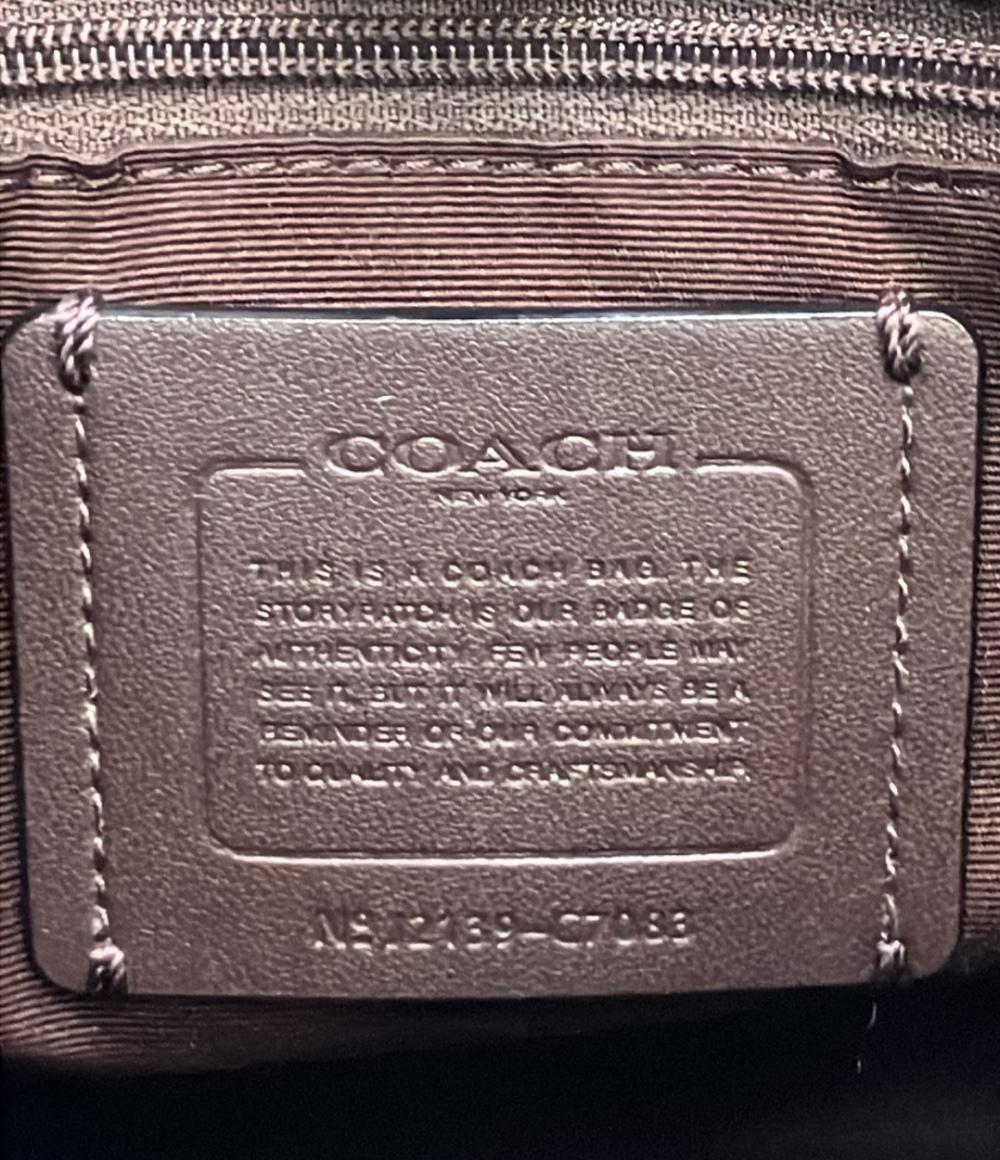 COACH
NEW YORK
THIS IS A COACH BAG. THE
STORYPATCH IS OUR BADGE OF
AUTHENTICITY. FEW PEOPLE MAY
SEE IT, BUT IT WILL ALWAYS BE A
REMINDER OF OUR COMMITMENT
TO QUALITY AND CRAFTSMANSHIP.